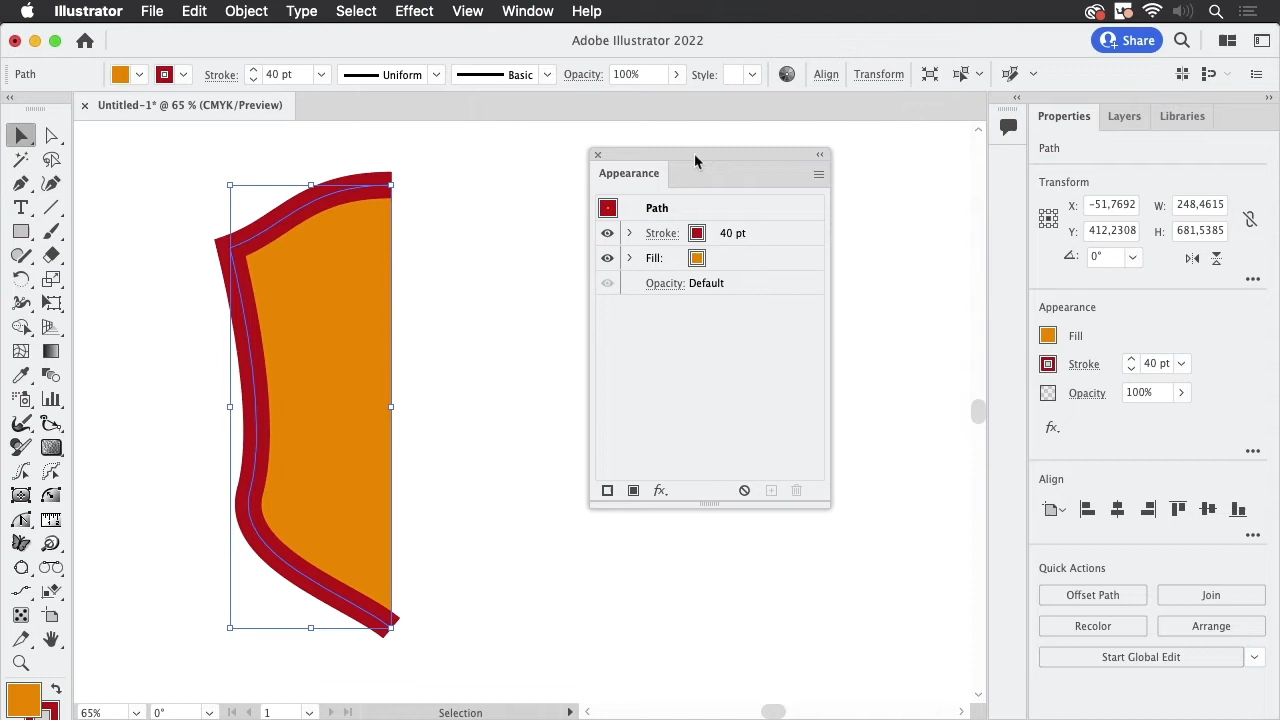 Illustrator File Edit Object Type Select Effect View Window Help
Adobe Illustrator 2022
Share
Path Stroke: 40 pt Uniform Basic Opacity: 100% Style: Align Transform
Untitled-1* @ 65 % (CMYK/Preview)
Appearance
Path
Stroke: 40 pt
Fill:
Opacity: Default
fx.
Properties Layers Libraries
Path
Transform
X: -51,7692 W: 248,4615
Y: 412,2308 H: 681,5385
0°
Appearance
Fill
Stroke 40 pt
Opacity 100%
fx.
Align
Quick Actions
Offset Path Join
Recolor Arrange
Start Global Edit
65% 0° 1 Selection